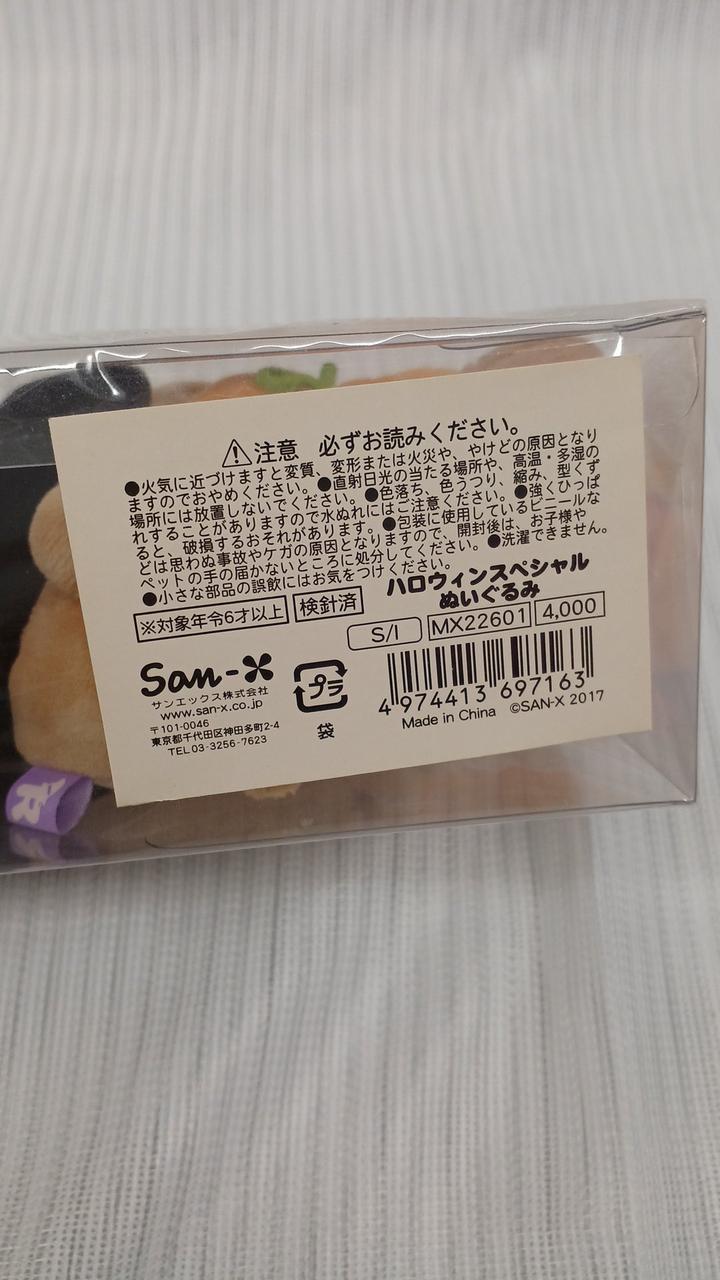 ⚠注意 必ずお読みください。
●火気に近づけますと変質、変形または火災や、やけどの原因となり
ますのでおやめください。●直射日光の当たる場所や、高温・多湿の
場所には放置しないでください。●色落ち、色うつり、縮み、型くず
れすることがありますので水ぬれにはご注意ください。●強くひっぱ
ると、破損するおそれがあります。●包装に使用しているビニールな
どは思わぬ事故やケガの原因となりますので、開封後は、お子様や
ペットの手の届かないところに処分してください。●洗濯できません。
●小さな部品の誤飲にはお気をつけください。
ハロウィンスペシャル
ぬいぐるみ
※対象年令6才以上 検針済
S/I MX22601 4,000
San-X
サンエックス株式会社
www.san-x.co.jp
〒101-0046
東京都千代田区神田多町2-4
TEL 03-3256-7623
プラ
袋
4 974413 697163
Made in China ©SAN-X 2017
R